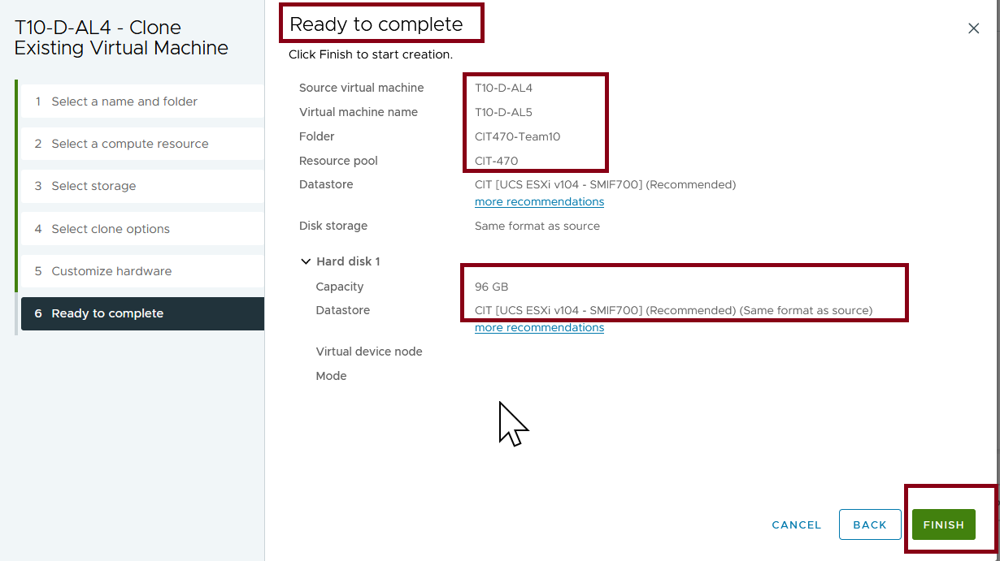 T10-D-AL4 - Clone
Existing Virtual Machine
1 Select a name and folder
2 Select a compute resource
3 Select storage
4 Select clone options
5 Customize hardware
6 Ready to complete
Ready to complete
Click Finish to start creation.
Source virtual machine T10-D-AL4
Virtual machine name T10-D-AL5
Folder CIT470-Team10
Resource pool CIT-470
Datastore CIT [UCS ESXi v104 - SMIF700] (Recommended)
more recommendations
Disk storage Same format as source
Hard disk 1
Capacity 96 GB
Datastore CIT [UCS ESXi v104 - SMIF700] (Recommended) (Same format as source)
more recommendations
Virtual device node
Mode
CANCEL BACK FINISH